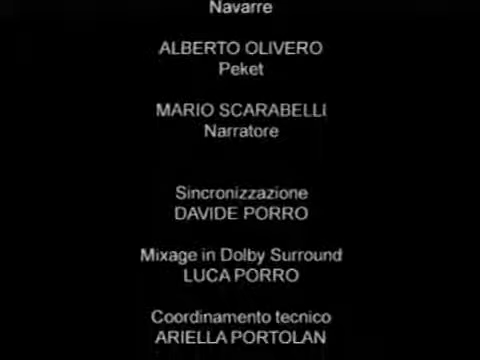 Navarre
ALBERTO OLIVERO
Peket
MARIO SCARABELLI
Narratore
Sincronizzazione
DAVIDE PORRO
Mixage in Dolby Surround
LUCA PORRO
Coordinamento tecnico
ARIELLA PORTOLAN